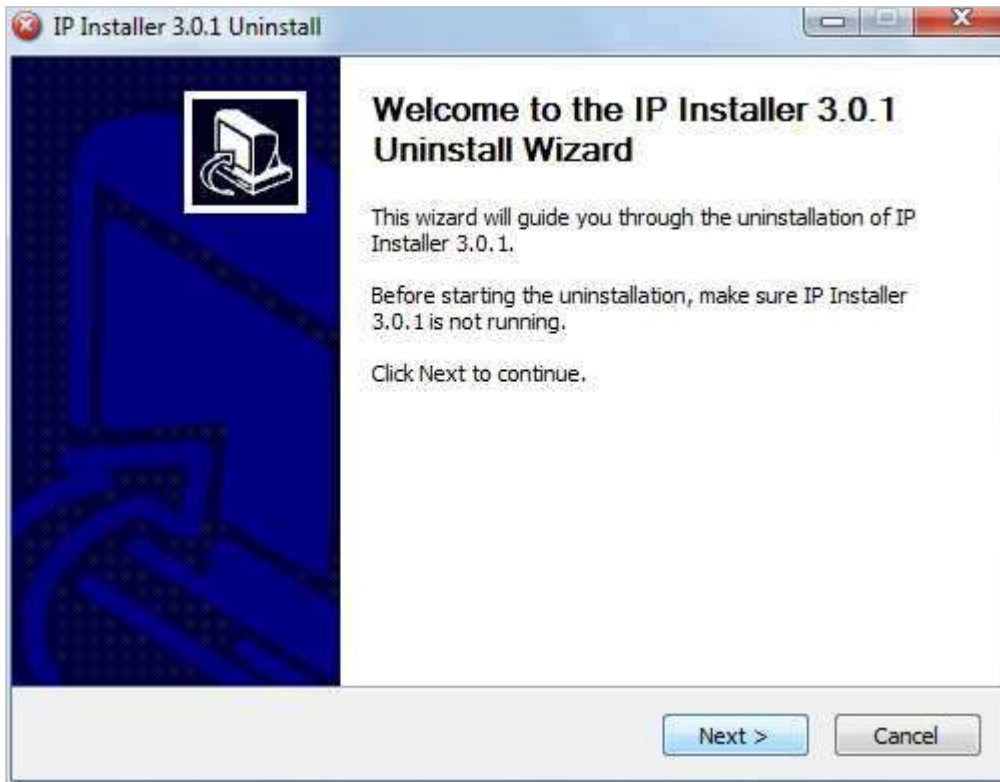 IP Installer 3.0.1 Uninstall
Welcome to the IP Installer 3.0.1
Uninstall Wizard
This wizard will guide you through the uninstallation of IP
Installer 3.0.1.
Before starting the uninstallation, make sure IP Installer
3.0.1 is not running.
Click Next to continue.
Next >
Cancel